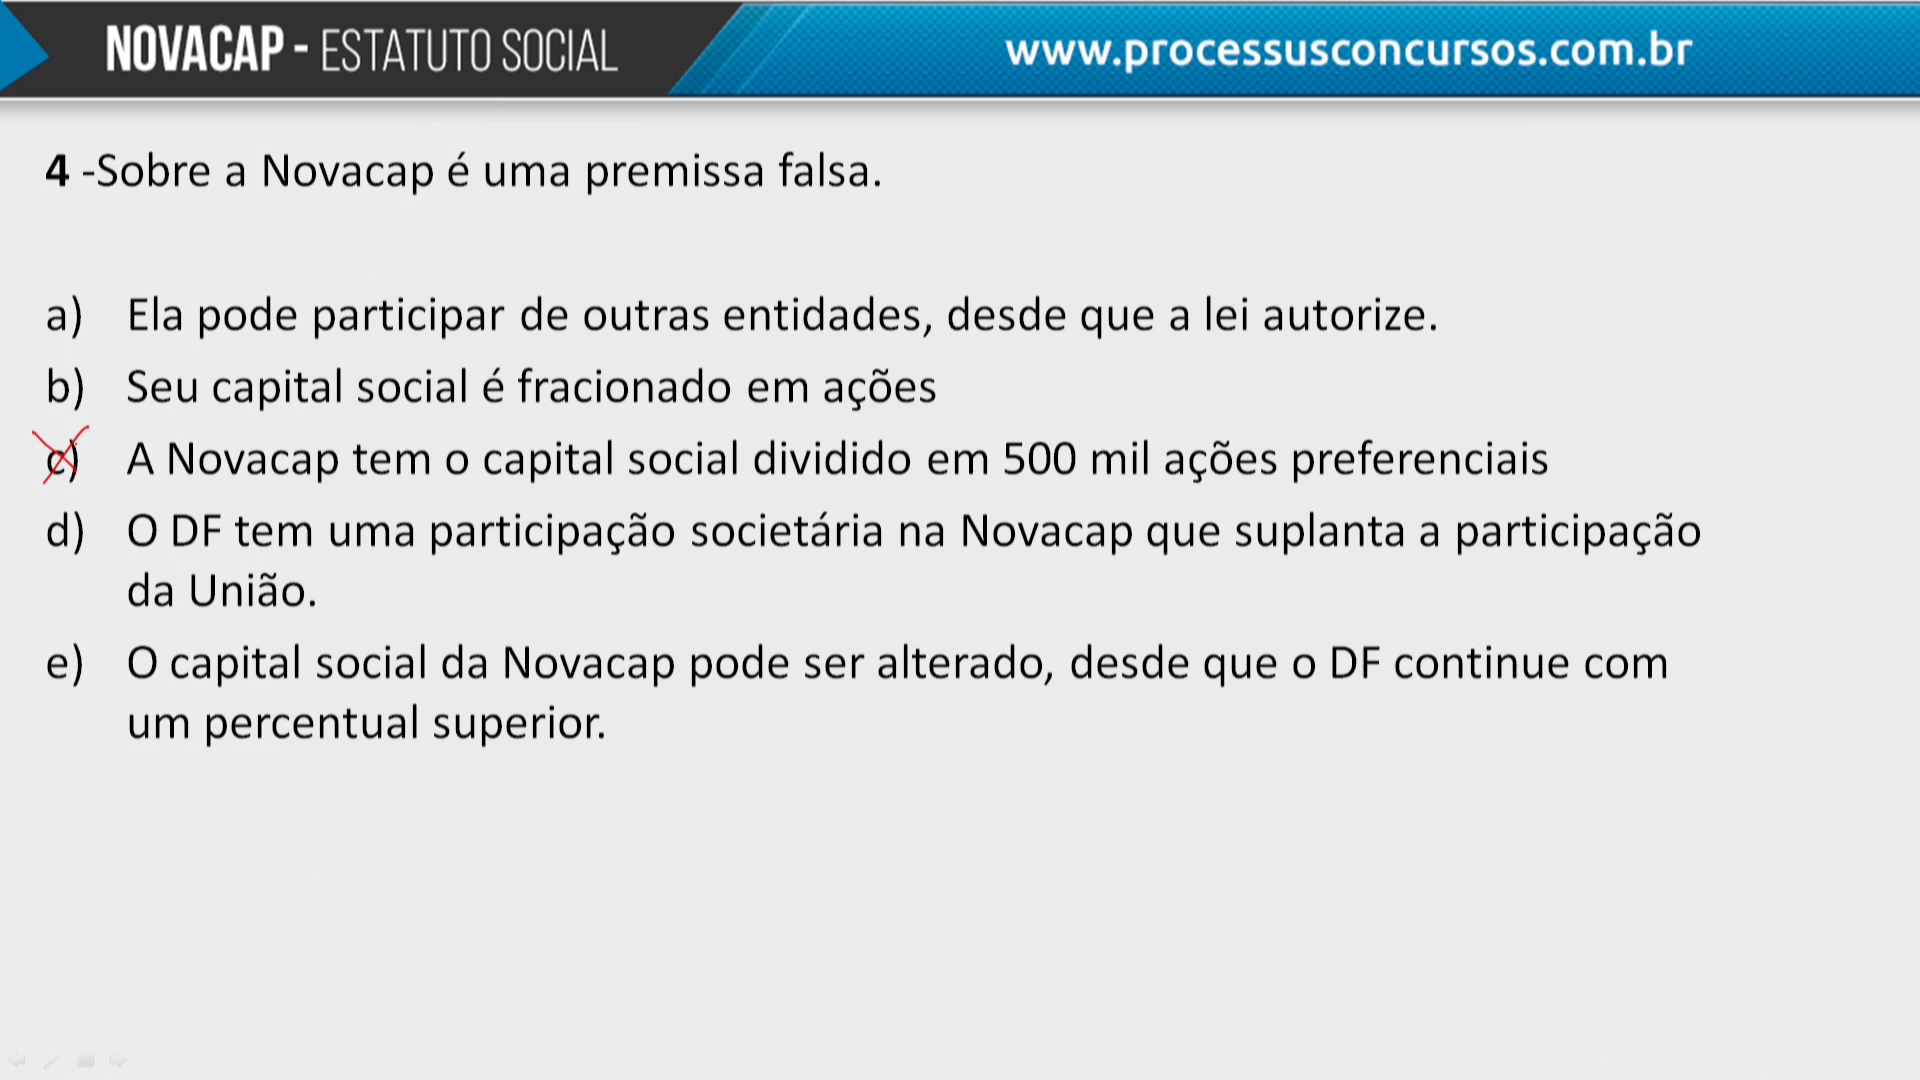 NOVACAP - ESTATUTO SOCIAL
www.processusconcursos.com.br
4 -Sobre a Novacap é uma premissa falsa.
a) Ela pode participar de outras entidades, desde que a lei autorize.
b) Seu capital social é fracionado em ações
c) A Novacap tem o capital social dividido em 500 mil ações preferenciais
d) O DF tem uma participação societária na Novacap que suplanta a participação
da União.
e) O capital social da Novacap pode ser alterado, desde que o DF continue com
um percentual superior.